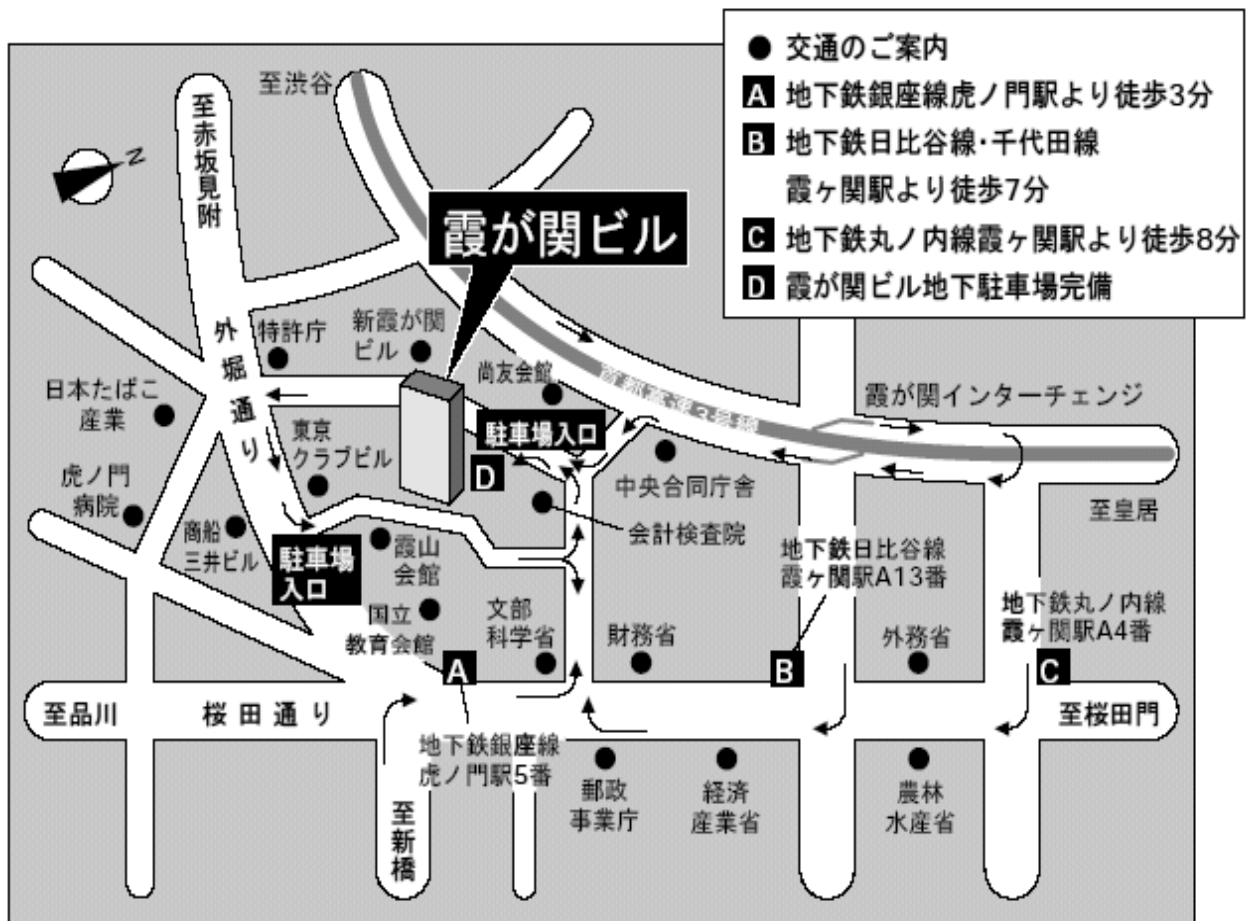 ● 交通のご案内
A 地下鉄銀座線虎ノ門駅より徒歩3分
B 地下鉄日比谷線・千代田線
霞ヶ関駅より徒歩7分
C 地下鉄丸ノ内線霞ヶ関駅より徒歩8分
D 霞が関ビル地下駐車場完備
至渋谷
至赤坂見附
N
霞が関ビル
外堀通り
特許庁
新霞が関
ビル
尚友会館
首都高速3号線
霞が関インターチェンジ
日本たばこ
産業
東京
クラブビル
駐車場入口
D
中央合同庁舎
虎ノ門
病院
会計検査院
至皇居
商船
三井ビル
駐車場
入口
霞山
会館
地下鉄日比谷線
霞ヶ関駅A13番
国立
教育会館
文部
科学省
財務省
外務省
地下鉄丸ノ内線
霞ヶ関駅A4番
A
B
C
至品川
桜田通り
至桜田門
地下鉄銀座線
虎ノ門駅5番
至新橋
郵政
事業庁
経済
産業省
農林
水産省